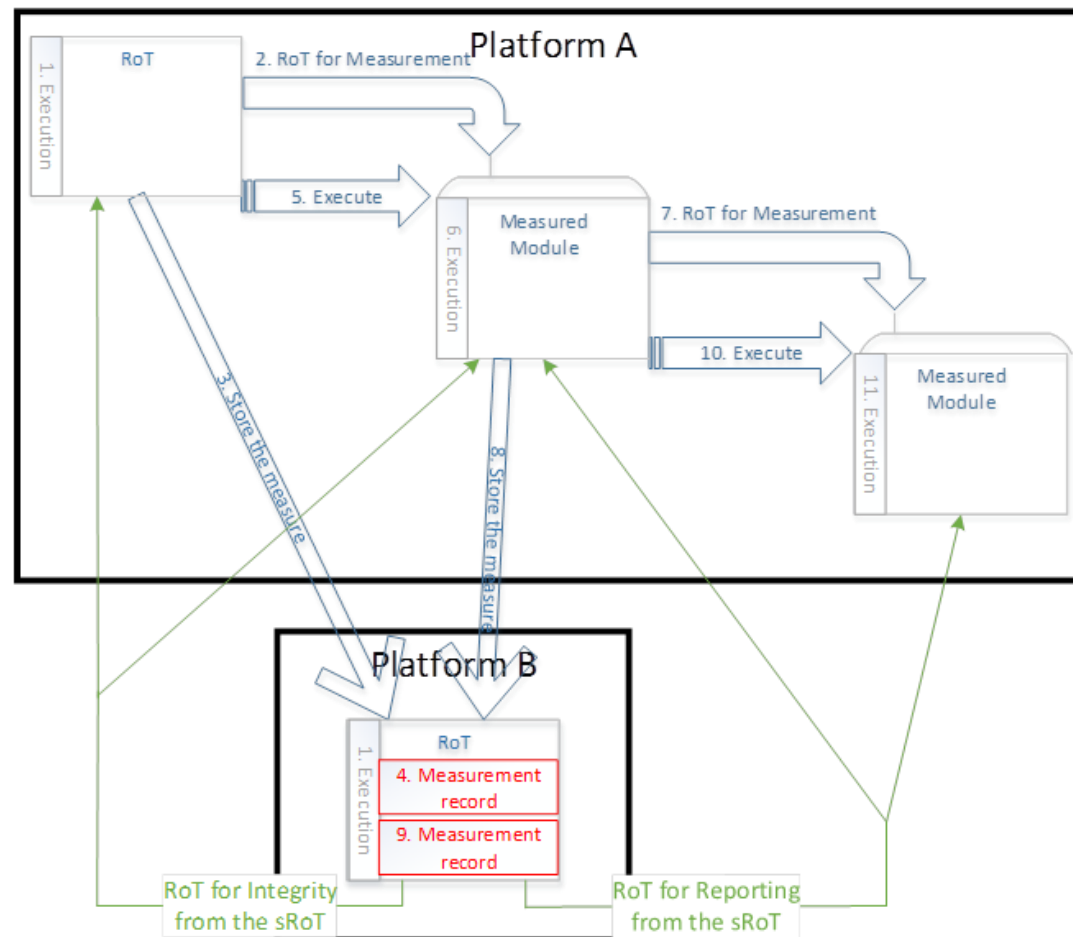 Platform A
RoT
1. Execution
2. RoT for Measurement
5. Execute
Measured
Module
6. Execution
7. RoT for Measurement
10. Execute
Measured
Module
11. Execution
3. Store the measure
8. Store the measure
Platform B
RoT
1. Execution
4. Measurement
record
9. Measurement
record
RoT for Integrity
from the sRoT
RoT for Reporting
from the sRoT